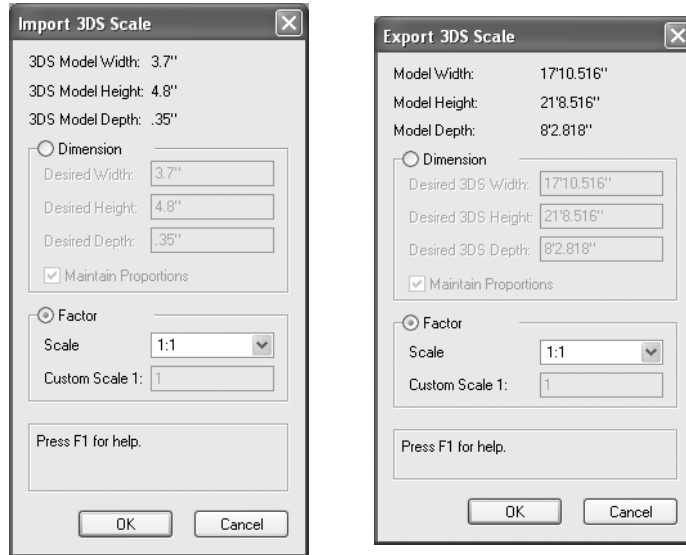 Import 3DS Scale
3DS Model Width: 3.7"
3DS Model Height: 4.8"
3DS Model Depth: .35"
Dimension
Desired Width: 3.7"
Desired Height: 4.8"
Desired Depth: .35"
Maintain Proportions
Factor
Scale 1:1
Custom Scale 1: 1
Press F1 for help.
OK Cancel
Export 3DS Scale
Model Width: 17'10.516"
Model Height: 21'8.516"
Model Depth: 8'2.818"
Dimension
Desired 3DS Width: 17'10.516"
Desired 3DS Height: 21'8.516"
Desired 3DS Depth: 8'2.818"
Maintain Proportions
Factor
Scale 1:1
Custom Scale 1: 1
Press F1 for help.
OK Cancel